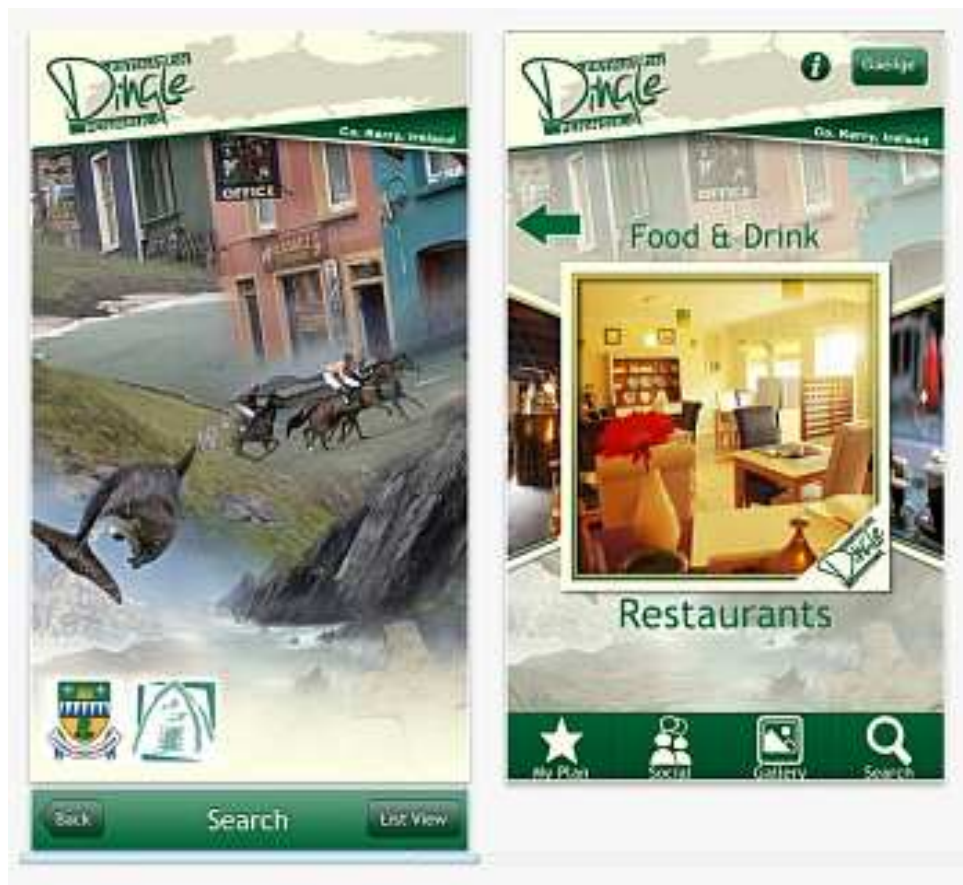 Dingle
Co. Kerry, Ireland
OFFICE
Back
Search
List View
Dingle
i
Gaeilge
Co. Kerry, Ireland
OFFICE
Food & Drink
Dingle
Restaurants
My Plan
Social
Gallery
Search